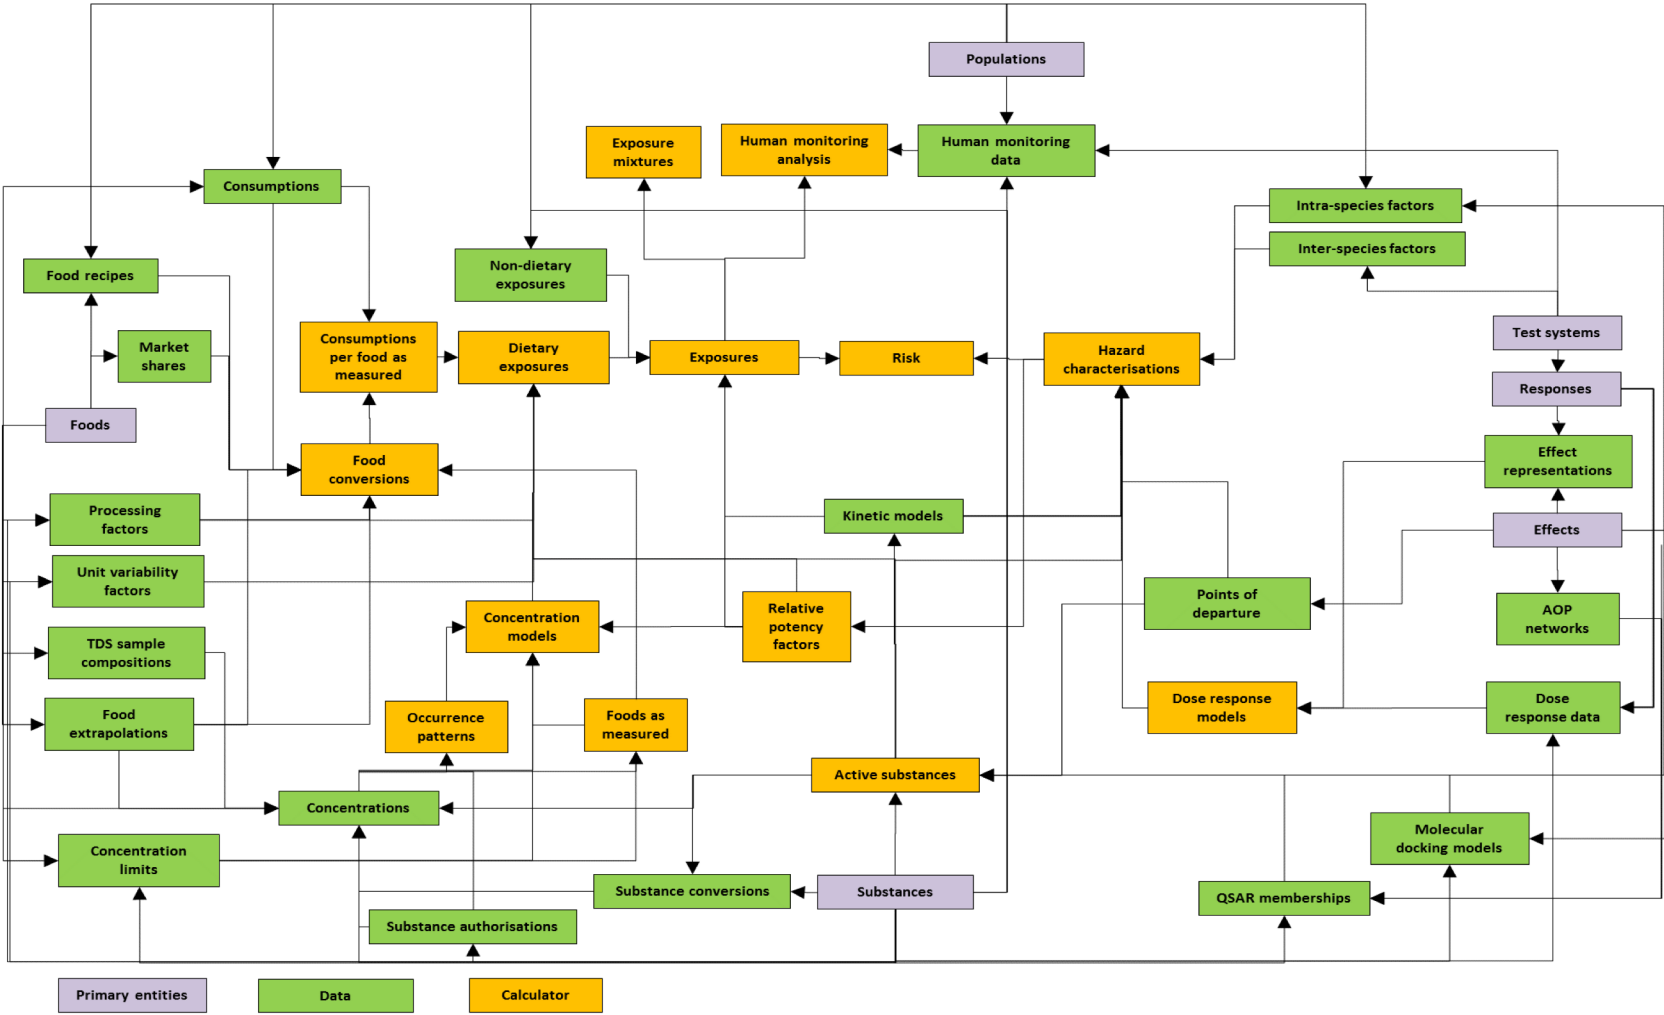 Populations
Exposure
mixtures
Human monitoring
analysis
Human monitoring
data
Consumptions
Intra-species factors
Inter-species factors
Food recipes
Non-dietary
exposures
Market
shares
Consumptions
per food as
measured
Dietary
exposures
Exposures
Risk
Hazard
characterisations
Test systems
Responses
Foods
Food
conversions
Effect
representations
Processing
factors
Kinetic models
Effects
Unit variability
factors
Concentration
models
Relative
potency
factors
Points of
departure
AOP
networks
TDS sample
compositions
Food
extrapolations
Occurrence
patterns
Foods as
measured
Dose response
models
Dose
response data
Active substances
Concentrations
Molecular
docking models
Concentration
limits
Substance conversions
Substances
QSAR memberships
Substance authorisations
Primary entities
Data
Calculator